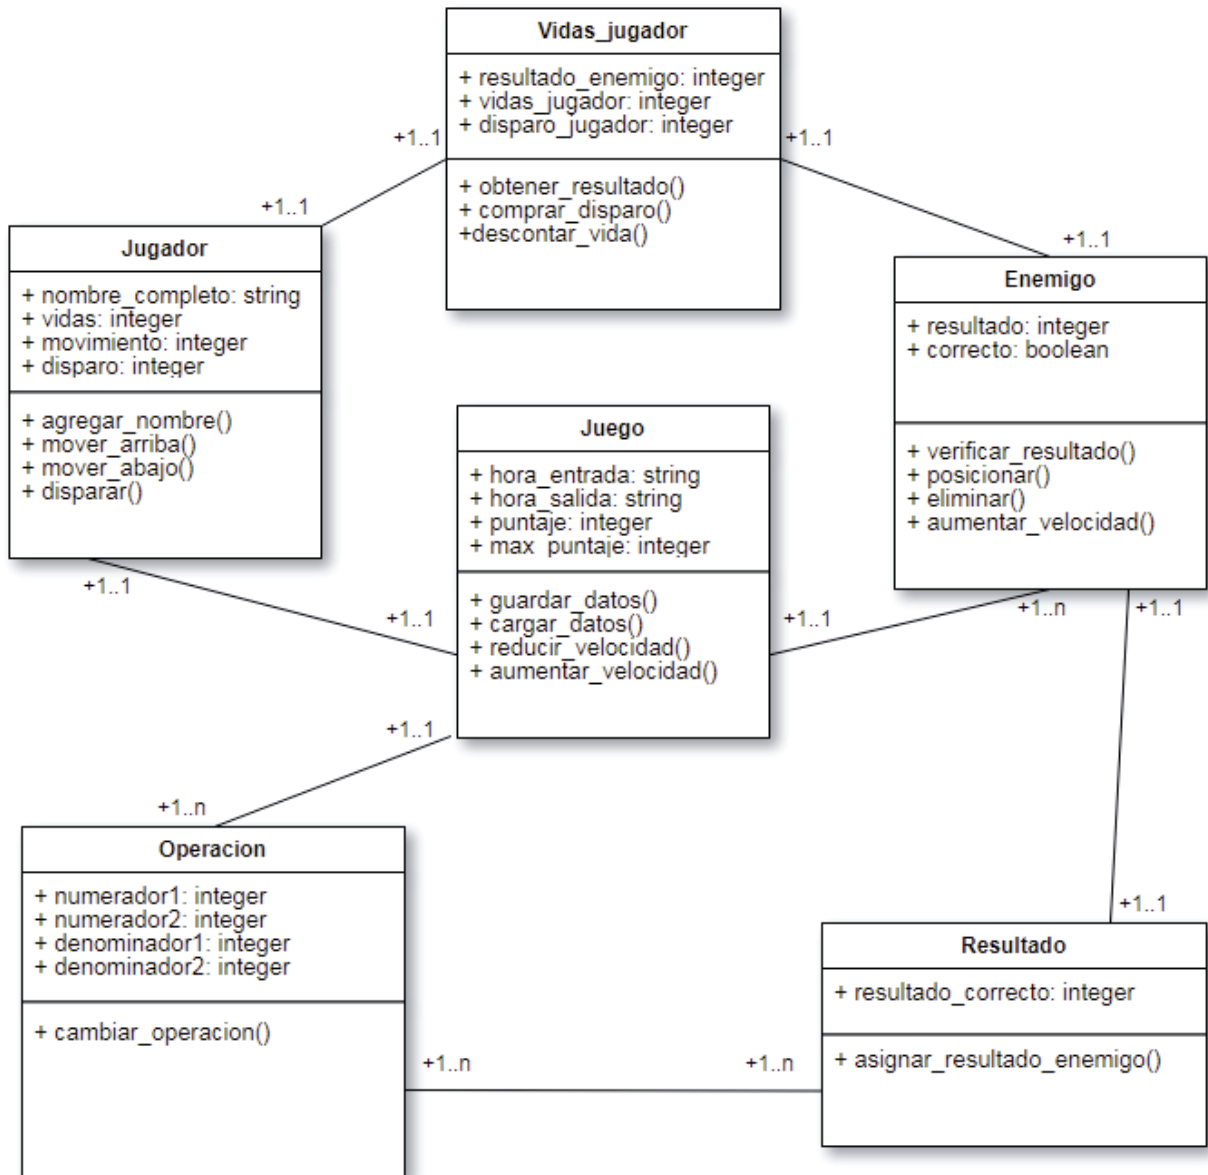 Vidas_jugador
+ resultado_enemigo: integer
+ vidas_jugador: integer
+ disparo_jugador: integer
+ obtener_resultado()
+ comprar_disparo()
+descontar_vida()
+1..1
+1..1
+1..1
+1..1
Jugador
+ nombre_completo: string
+ vidas: integer
+ movimiento: integer
+ disparo: integer
+ agregar_nombre()
+ mover_arriba()
+ mover_abajo()
+ disparar()
Enemigo
+ resultado: integer
+ correcto: boolean
+ verificar_resultado()
+ posicionar()
+ eliminar()
+ aumentar_velocidad()
Juego
+ hora_entrada: string
+ hora_salida: string
+ puntaje: integer
+ max_puntaje: integer
+ guardar_datos()
+ cargar_datos()
+ reducir_velocidad()
+ aumentar_velocidad()
+1..1
+1..1
+1..1
+1..n
+1..1
+1..1
+1..n
+1..1
Operacion
+ numerador1: integer
+ numerador2: integer
+ denominador1: integer
+ denominador2: integer
+ cambiar_operacion()
Resultado
+ resultado_correcto: integer
+ asignar_resultado_enemigo()
+1..n
+1..n